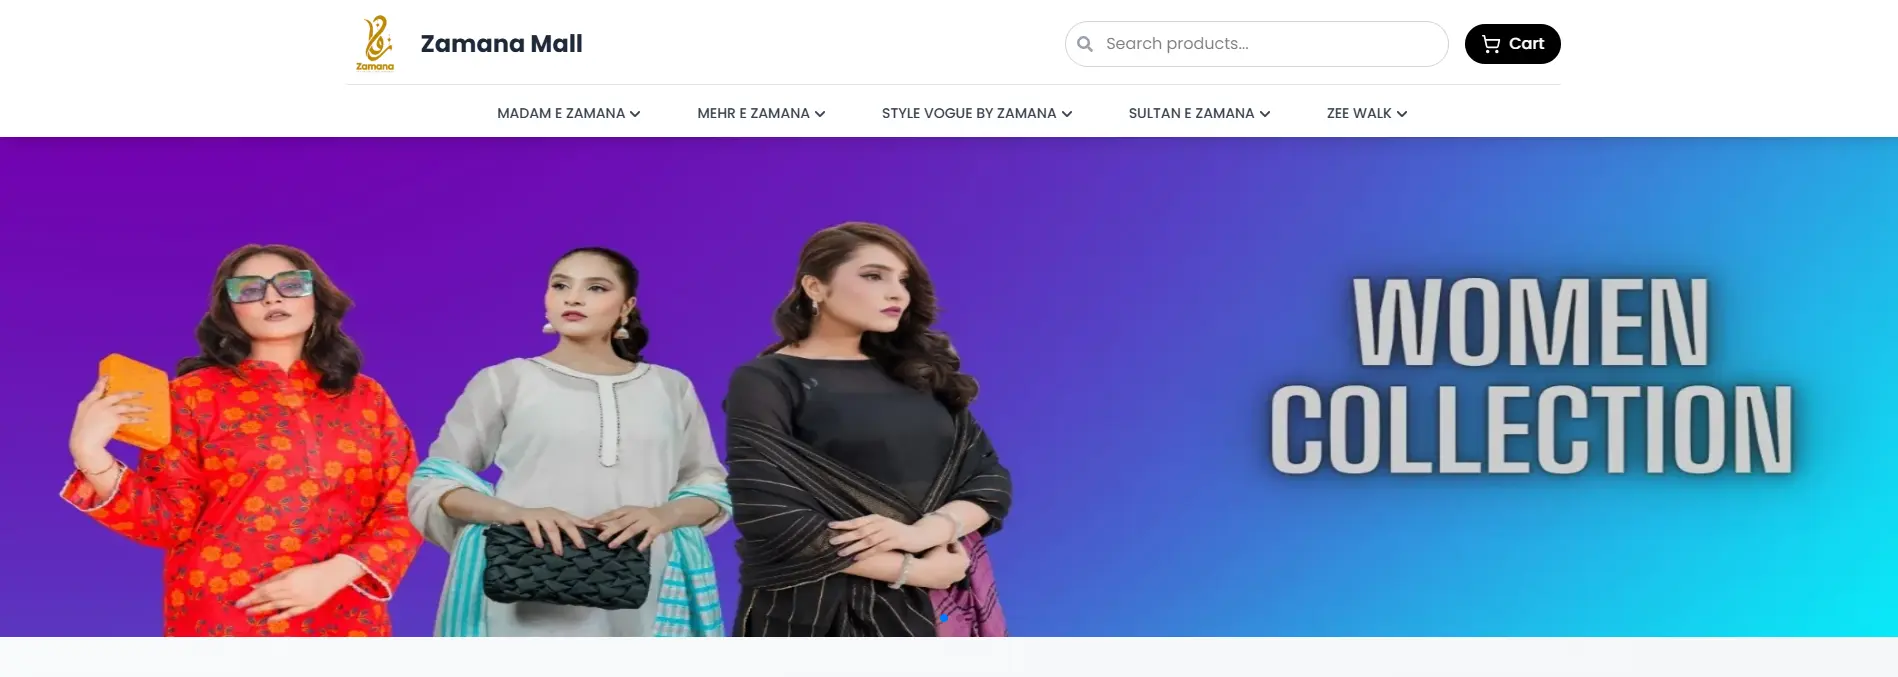 Zamana
Zamana Mall
Search products...
Cart
MADAM E ZAMANA
MEHR E ZAMANA
STYLE VOGUE BY ZAMANA
SULTAN E ZAMANA
ZEE WALK
WOMEN
COLLECTION